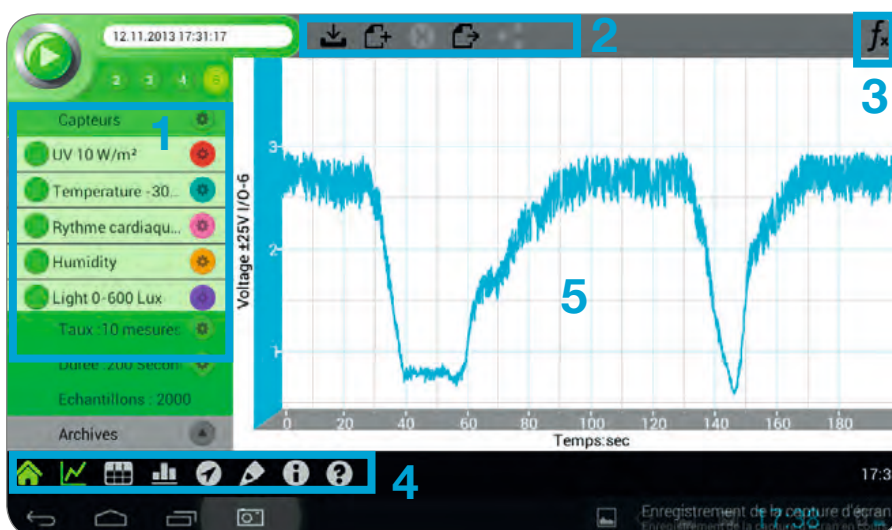 12.11.2013 17:31:17
2
3
2 3 4
Capteurs
1
UV 10 W/m²
Temperature -30..
Rythme cardiaqu...
Humidity
Light 0-600 Lux
Taux :10 mesures
Durée :200 Secon
Echantillons : 2000
Archives
Voltage ±25V I/O-6
3
2
1
5
0 20 40 60 80 100 120 140 160 180
Temps:sec
4
17:3
Enregistrement de la capture d'écran
17:38